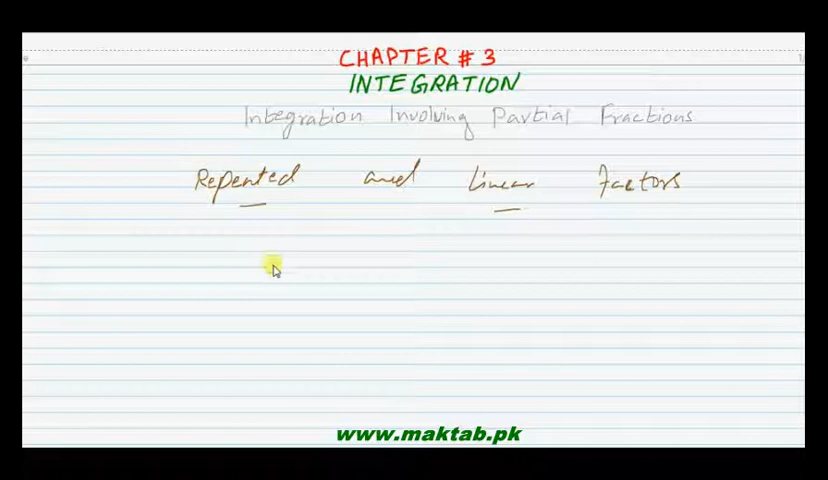 CHAPTER # 3
INTEGRATION
Integration Involving Partial Fractions
Repeated and Linear Factors
www.maktab.pk